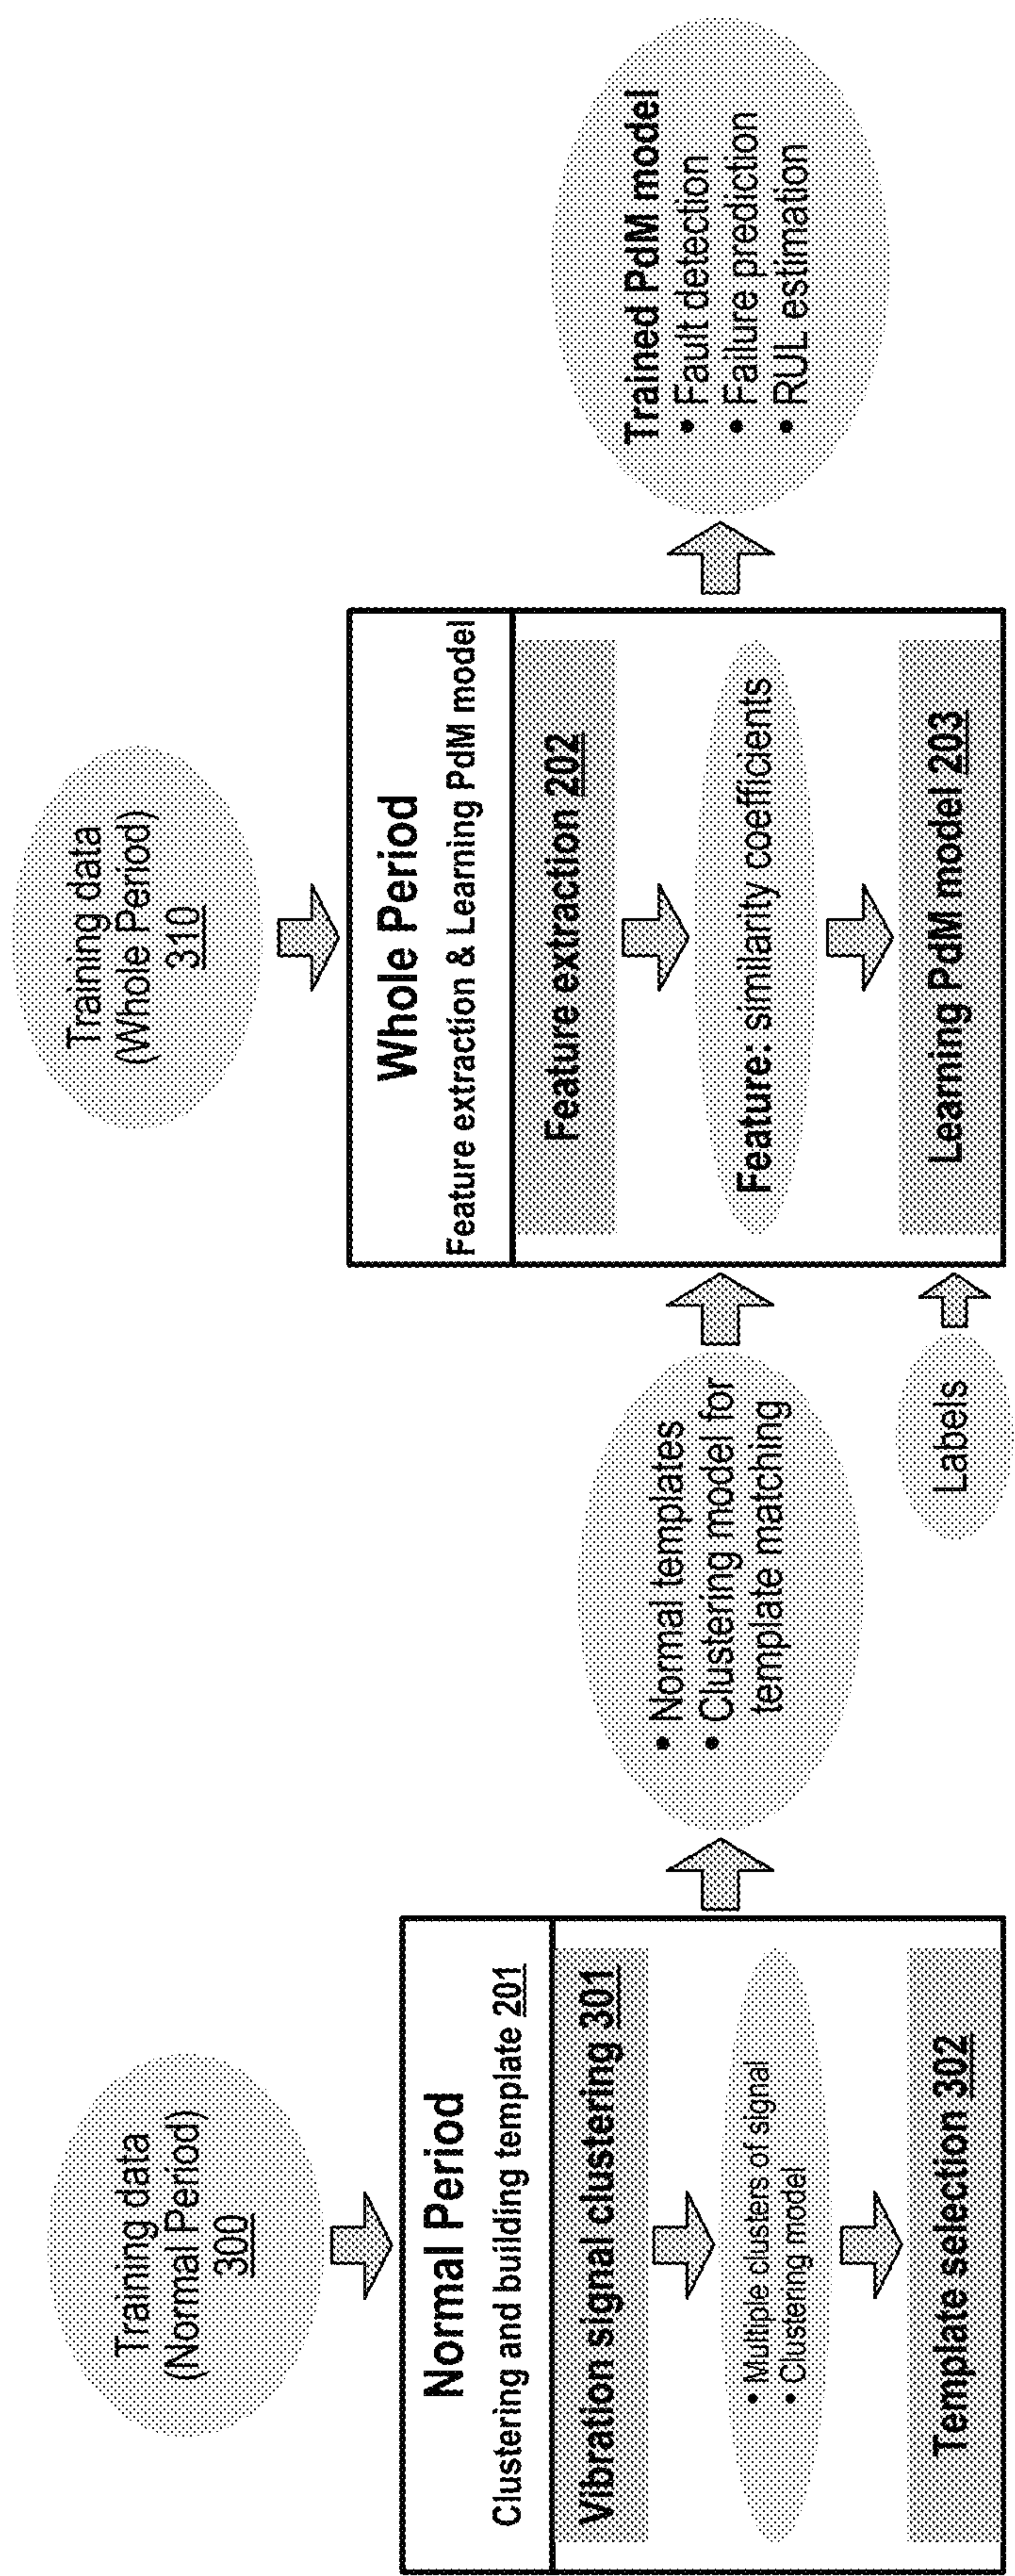 Training data
(Normal Period)
300
Normal Period
Clustering and building template 201
Vibration signal clustering 301
• Multiple clusters of signal
• Clustering model
Template selection 302
• Normal templates
• Clustering model for
template matching
Labels
Training data
(Whole Period)
310
Whole Period
Feature extraction & Learning PdM model
Feature extraction 202
Feature: similarity coefficients
Learning PdM model 203
Trained PdM model
• Fault detection
• Failure prediction
• RUL estimation